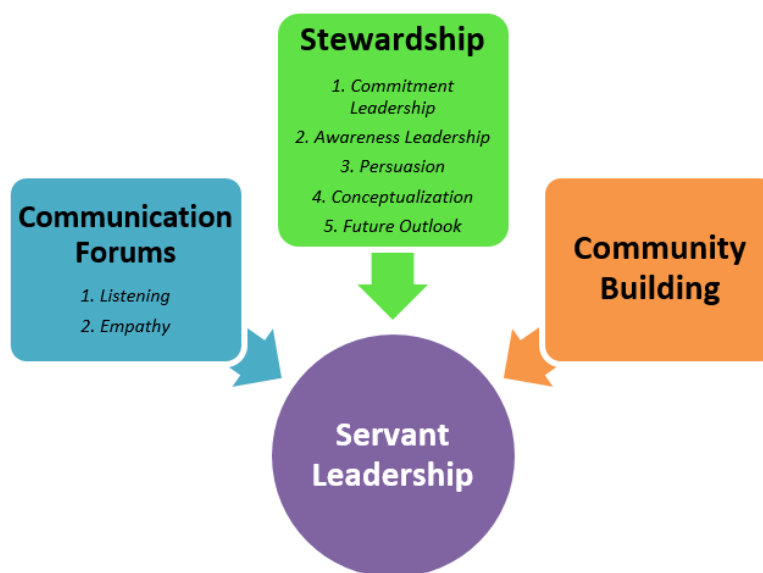 Stewardship
1. Commitment
Leadership
2. Awareness Leadership
3. Persuasion
4. Conceptualization
5. Future Outlook
Communication
Forums
1. Listening
2. Empathy
Community
Building
Servant
Leadership